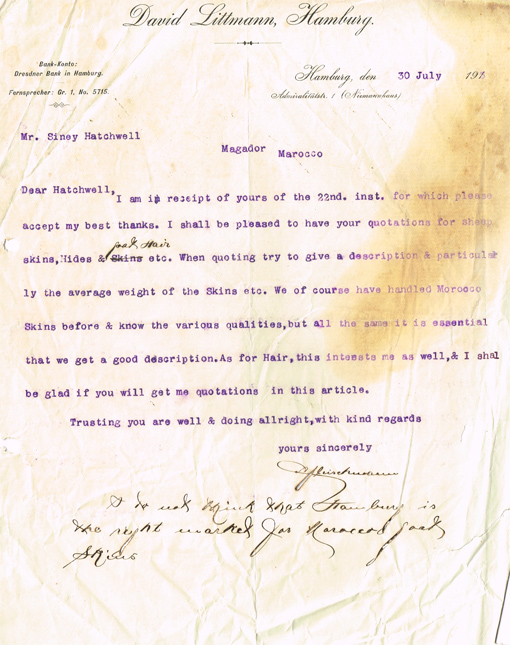 David Littmann, Hamburg.
Bank-Konto:
Dresdner Bank in Hamburg.
Fernsprecher: Gr. 1, No. 5715.
Hamburg, den 30 July 191
Admiralitätstr. 1 (Niemannhaus)
Mr. Siney Hatchwell
Magador
Marocco
Dear Hatchwell,
I am in receipt of yours of the 22nd. inst. for which please
accept my best thanks. I shall be pleased to have your quotations for sheep
goat Hair
skins,Hides & Skins etc. When quoting try to give a description & particular
ly the average weight of the Skins etc. We of course have handled Morocco
Skins before & know the various qualities,but all the same it is essential
that we get a good description.As for Hair,this intersts me as well,& I shal
be glad if you will get me quotations in this article.
Trusting you are well & doing allright,with kind regards
yours sincerely
I do not think that Hamburg is
the right market for Moroccos goat
Skins